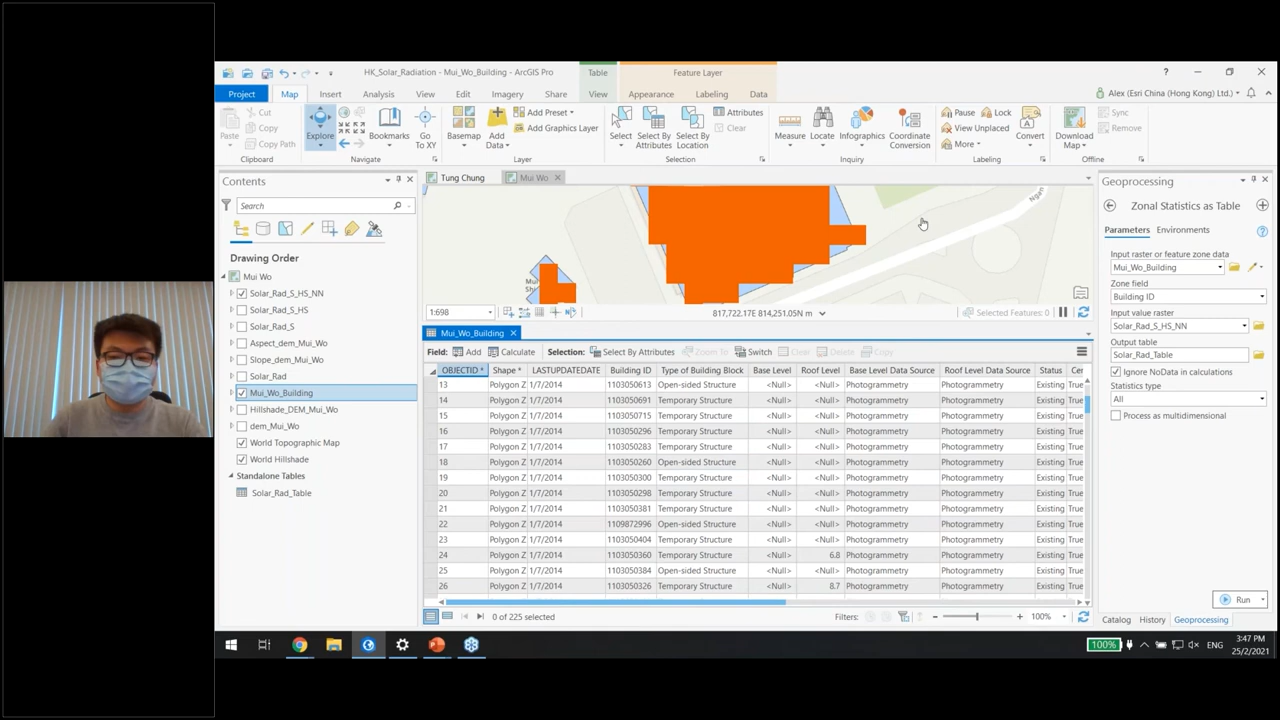 HK_Solar_Radiation - Mui_Wo_Building - ArcGIS Pro
Table
Feature Layer
?
Project
Map
Insert
Analysis
View
Edit
Imagery
Share
View
Appearance
Labeling
Data
Alex (Esri China (Hong Kong) Ltd.)
Paste
Cut
Copy
Copy Path
Clipboard
Explore
Bookmarks
Go To XY
Navigate
Basemap
Add Data
Add Preset
Add Graphics Layer
Layer
Select
Select By Attributes
Select By Location
Attributes
Clear
Selection
Measure
Locate
Infographics
Coordinate Conversion
Inquiry
Pause
Lock
View Unplaced
More
Convert
Labeling
Download Map
Sync
Remove
Offline
Contents
Search
Drawing Order
Mui Wo
Solar_Rad_S_HS_NN
Solar_Rad_S_HS
Solar_Rad_S
Aspect_dem_Mui_Wo
Slope_dem_Mui_Wo
Solar_Rad
Mui_Wo_Building
Hillshade_DEM_Mui_Wo
dem_Mui_Wo
World Topographic Map
World Hillshade
Standalone Tables
Solar_Rad_Table
Tung Chung
Mui Wo
Ngan
1:698
817,722.17E 814,251.05N m
Selected Features: 0
Mui_Wo_Building
Field: Add Calculate Selection: Select By Attributes Zoom To Switch Clear Delete Copy
OBJECTID * Shape * LASTUPDATEDATE Building ID Type of Building Block Base Level Roof Level Base Level Data Source Roof Level Data Source Status Cer
13 Polygon Z 1/7/2014 1103050613 Open-sided Structure <Null> <Null> Photogrammetry Photogrammetry Existing True
14 Polygon Z 1/7/2014 1103050691 Temporary Structure <Null> <Null> Photogrammetry Photogrammetry Existing True
15 Polygon Z 1/7/2014 1103050715 Temporary Structure <Null> <Null> Photogrammetry Photogrammetry Existing True
16 Polygon Z 1/7/2014 1103050296 Temporary Structure <Null> <Null> Photogrammetry Photogrammetry Existing True
17 Polygon Z 1/7/2014 1103050283 Temporary Structure <Null> <Null> Photogrammetry Photogrammetry Existing True
18 Polygon Z 1/7/2014 1103050260 Open-sided Structure <Null> <Null> Photogrammetry Photogrammetry Existing True
19 Polygon Z 1/7/2014 1103050300 Temporary Structure <Null> <Null> Photogrammetry Photogrammetry Existing True
20 Polygon Z 1/7/2014 1103050298 Temporary Structure <Null> <Null> Photogrammetry Photogrammetry Existing True
21 Polygon Z 1/7/2014 1103050381 Temporary Structure <Null> <Null> Photogrammetry Photogrammetry Existing True
22 Polygon Z 1/7/2014 1109872996 Open-sided Structure <Null> <Null> Photogrammetry Photogrammetry Existing True
23 Polygon Z 1/7/2014 1103050404 Temporary Structure <Null> <Null> Photogrammetry Photogrammetry Existing True
24 Polygon Z 1/7/2014 1103050360 Temporary Structure <Null> 6.8 Photogrammetry Photogrammetry Existing True
25 Polygon Z 1/7/2014 1103050384 Open-sided Structure <Null> <Null> Photogrammetry Photogrammetry Existing True
26 Polygon Z 1/7/2014 1103050326 Temporary Structure <Null> 8.7 Photogrammetry Photogrammetry Existing True
0 of 225 selected
Filters:
100%
Geoprocessing
Zonal Statistics as Table
Parameters
Environments
Input raster or feature zone data
Mui_Wo_Building
Zone field
Building ID
Input value raster
Solar_Rad_S_HS_NN
Output table
Solar_Rad_Table
Ignore NoData in calculations
Statistics type
All
Process as multidimensional
Run
Catalog
History
Geoprocessing
100%
ENG
3:47 PM
25/2/2021